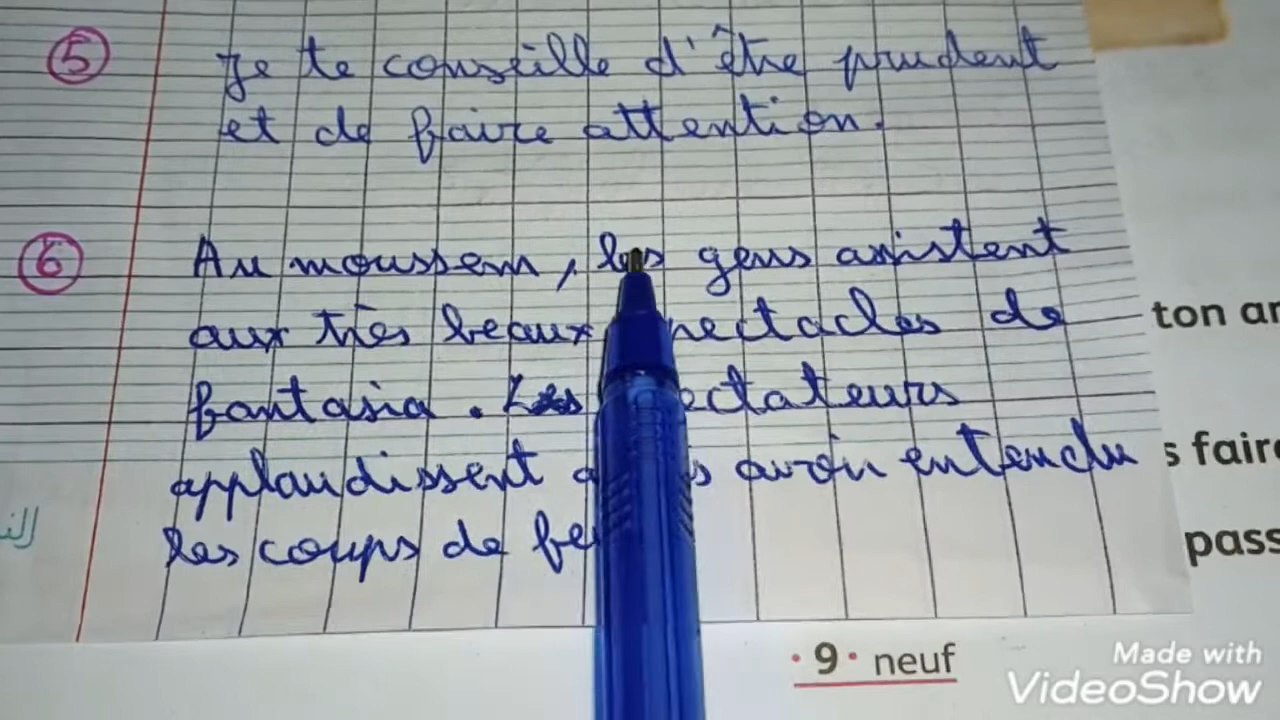 5 Je te conseille d'être prudent
et de faire attention.
6 Au moussem, les gens assistent
aux très beaux spectacles de
fantasia. Les spectateurs
applaudissent après avoir entendu
les coups de
ton
s faire
pass
• 9 • neuf
Made with
VideoShow